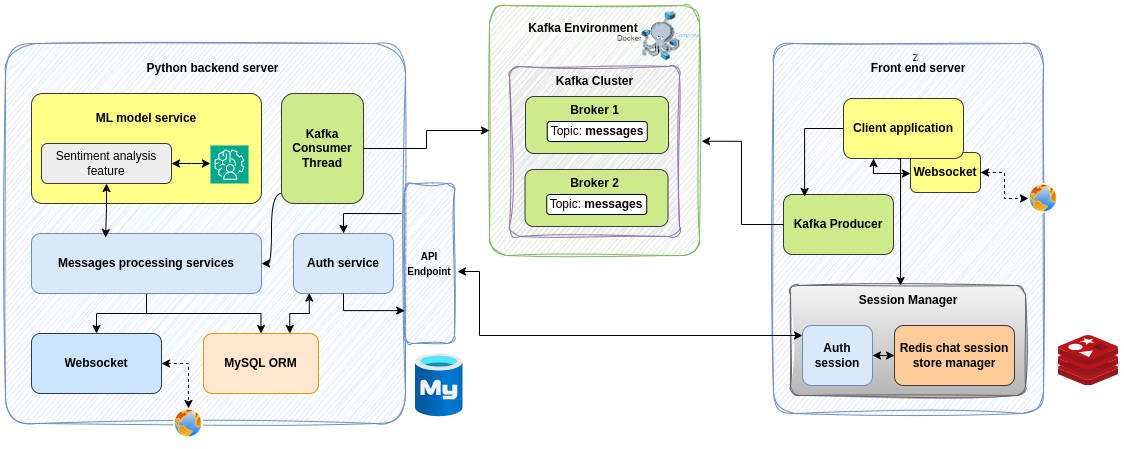 Python backend server
ML model service
Sentiment analysis
feature
Kafka
Consumer
Thread
Messages processing services
Auth service
API
Endpoint
Websocket
MySQL ORM
My
Kafka Environment
Docker
Compose
Kafka Cluster
Broker 1
Topic: messages
Broker 2
Topic: messages
Z
Front end server
Client application
Websocket
Kafka Producer
Session Manager
Auth
session
Redis chat session
store manager